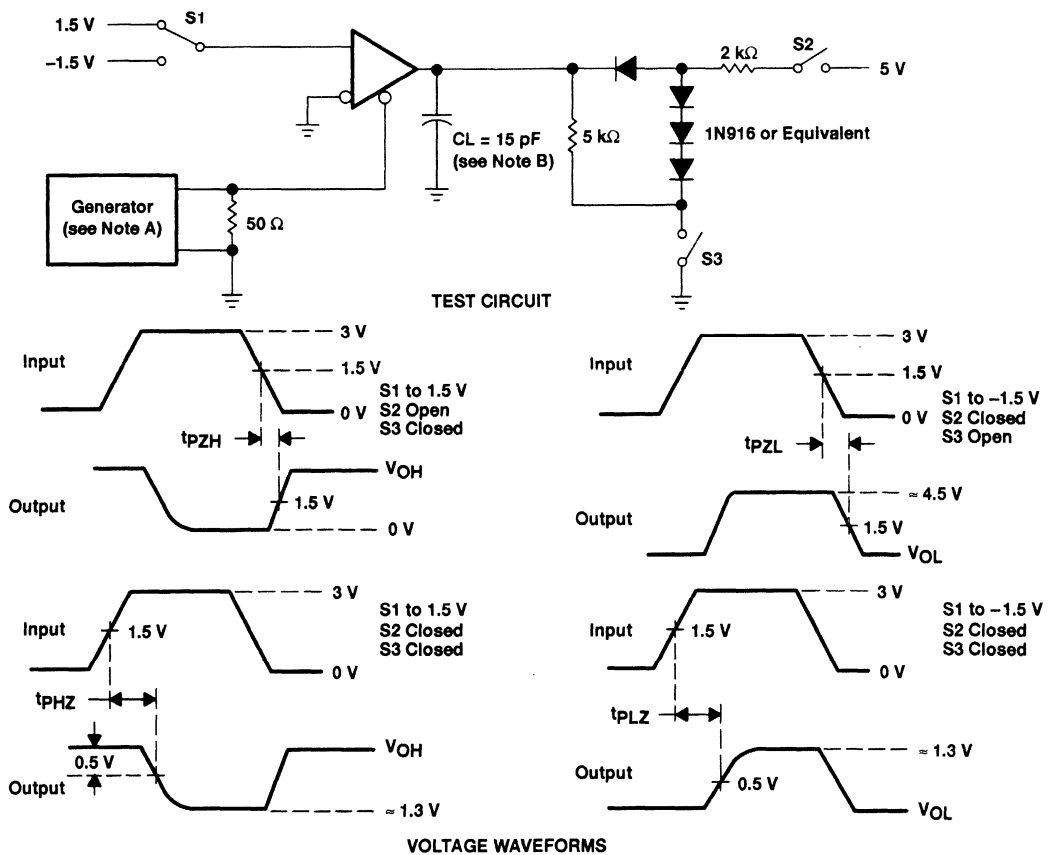 1.5 V
S1
–1.5 V
2 kΩ
S2
5 V
CL = 15 pF
(see Note B)
5 kΩ
1N916 or Equivalent
Generator
(see Note A)
50 Ω
S3
TEST CIRCUIT
Input
3 V
1.5 V
0 V
S1 to 1.5 V
S2 Open
S3 Closed
tPZH
Output
VOH
1.5 V
0 V
Input
3 V
1.5 V
0 V
S1 to –1.5 V
S2 Closed
S3 Open
tPZL
Output
≈ 4.5 V
1.5 V
VOL
Input
3 V
1.5 V
0 V
S1 to 1.5 V
S2 Closed
S3 Closed
tPHZ
Output
0.5 V
VOH
≈ 1.3 V
Input
3 V
1.5 V
0 V
S1 to –1.5 V
S2 Closed
S3 Closed
tPLZ
Output
≈ 1.3 V
0.5 V
VOL
VOLTAGE WAVEFORMS